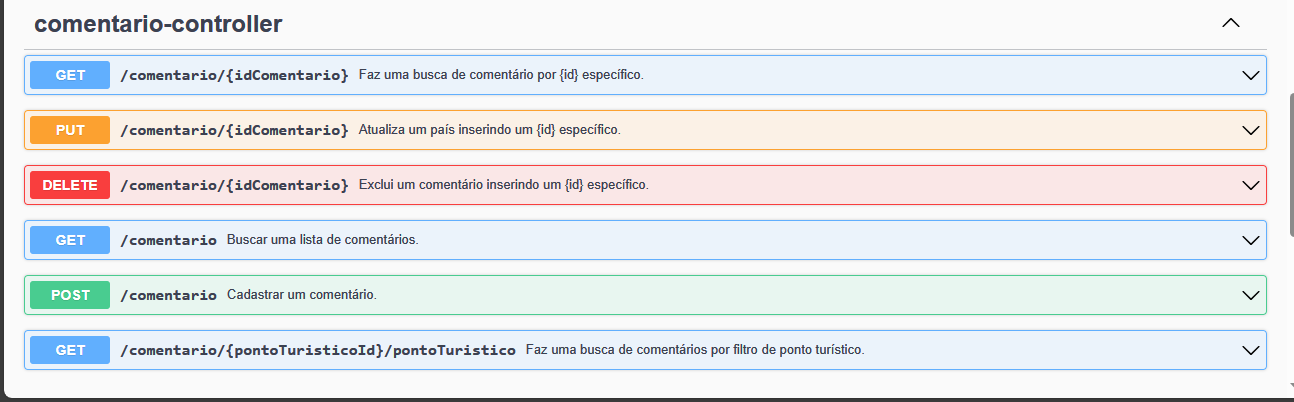 comentario-controller
GET /comentario/{idComentario} Faz uma busca de comentário por {id} específico.
PUT /comentario/{idComentario} Atualiza um país inserindo um {id} específico.
DELETE /comentario/{idComentario} Exclui um comentário inserindo um {id} específico.
GET /comentario Buscar uma lista de comentários.
POST /comentario Cadastrar um comentário.
GET /comentario/{pontoTuristicoId}/pontoTuristico Faz uma busca de comentários por filtro de ponto turístico.